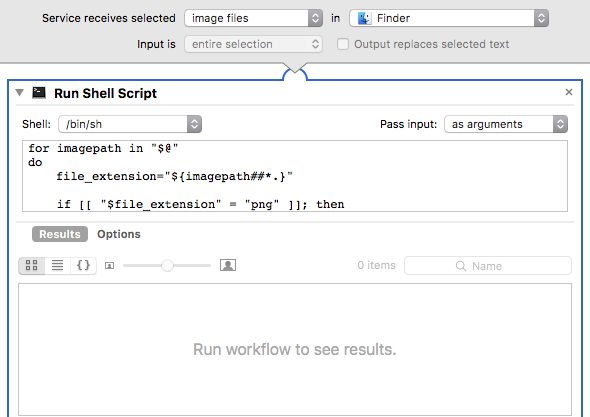 Service receives selected image files in Finder
Input is entire selection Output replaces selected text
Run Shell Script
Shell: /bin/sh Pass input: as arguments
for imagepath in "$@"
do
    file_extension="${imagepath##*.}"
    if [[ "$file_extension" = "png" ]]; then
Results Options
{} 0 items Name
Run workflow to see results.